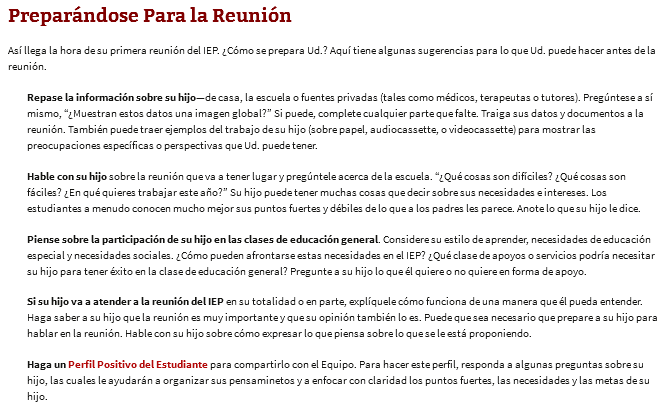 Preparándose Para la Reunión
Así llega la hora de su primera reunión del IEP. ¿Cómo se prepara Ud.? Aquí tiene algunas sugerencias para lo que Ud. puede hacer antes de la
reunión.
Repase la información sobre su hijo—de casa, la escuela o fuentes privadas (tales como médicos, terapeutas o tutores). Pregúntese a sí
mismo, “¿Muestran estos datos una imagen global?” Si puede, complete cualquier parte que falte. Traiga sus datos y documentos a la
reunión. También puede traer ejemplos del trabajo de su hijo (sobre papel, audiocassette, o videocassette) para mostrar las
preocupaciones específicas o perspectivas que Ud. puede tener.
Hable con su hijo sobre la reunión que va a tener lugar y pregúntele acerca de la escuela. “¿Qué cosas son difíciles? ¿Qué cosas son
fáciles? ¿En qué quieres trabajar este año?” Su hijo puede tener muchas cosas que decir sobre sus necesidades e intereses. Los
estudiantes a menudo conocen mucho mejor sus puntos fuertes y débiles de lo que a los padres les parece. Anote lo que su hijo le dice.
Piense sobre la participación de su hijo en las clases de educación general. Considere su estilo de aprender, necesidades de educación
especial y necesidades sociales. ¿Cómo pueden afrontarse estas necesidades en el IEP? ¿Qué clase de apoyos o servicios podría necesitar
su hijo para tener éxito en la clase de educación general? Pregunte a su hijo lo que él quiere o no quiere en forma de apoyo.
Si su hijo va a atender a la reunión del IEP en su totalidad o en parte, explíquele cómo funciona de una manera que él pueda entender.
Haga saber a su hijo que la reunión es muy importante y que su opinión también lo es. Puede que sea necesario que prepare a su hijo para
hablar en la reunión. Hable con su hijo sobre cómo expresar lo que piensa sobre lo que se le está proponiendo.
Haga un Perfil Positivo del Estudiante para compartirlo con el Equipo. Para hacer este perfil, responda a algunas preguntas sobre su
hijo, las cuales le ayudarán a organizar sus pensaminetos y a enfocar con claridad los puntos fuertes, las necesidades y las metas de su
hijo.